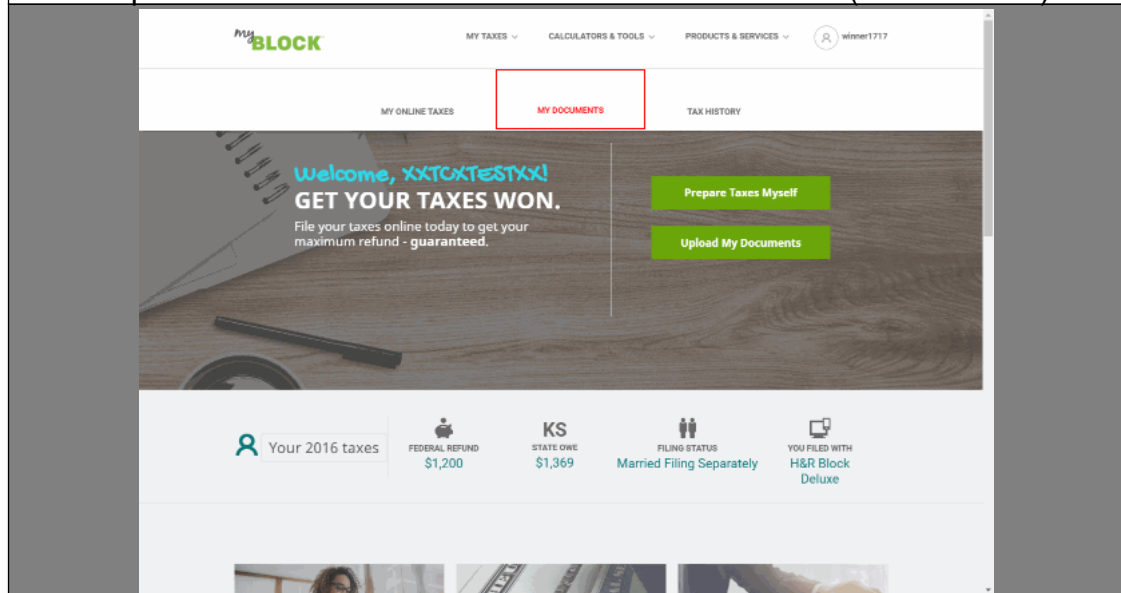 my BLOCK
MY TAXES
CALCULATORS & TOOLS
PRODUCTS & SERVICES
winner1717
MY ONLINE TAXES
MY DOCUMENTS
TAX HISTORY
Welcome, XXTCXTESTXX!
GET YOUR TAXES WON.
File your taxes online today to get your
maximum refund - guaranteed.
Prepare Taxes Myself
Upload My Documents
Your 2016 taxes
FEDERAL REFUND
$1,200
KS
STATE OWE
$1,369
FILING STATUS
Married Filing Separately
YOU FILED WITH
H&R Block
Deluxe